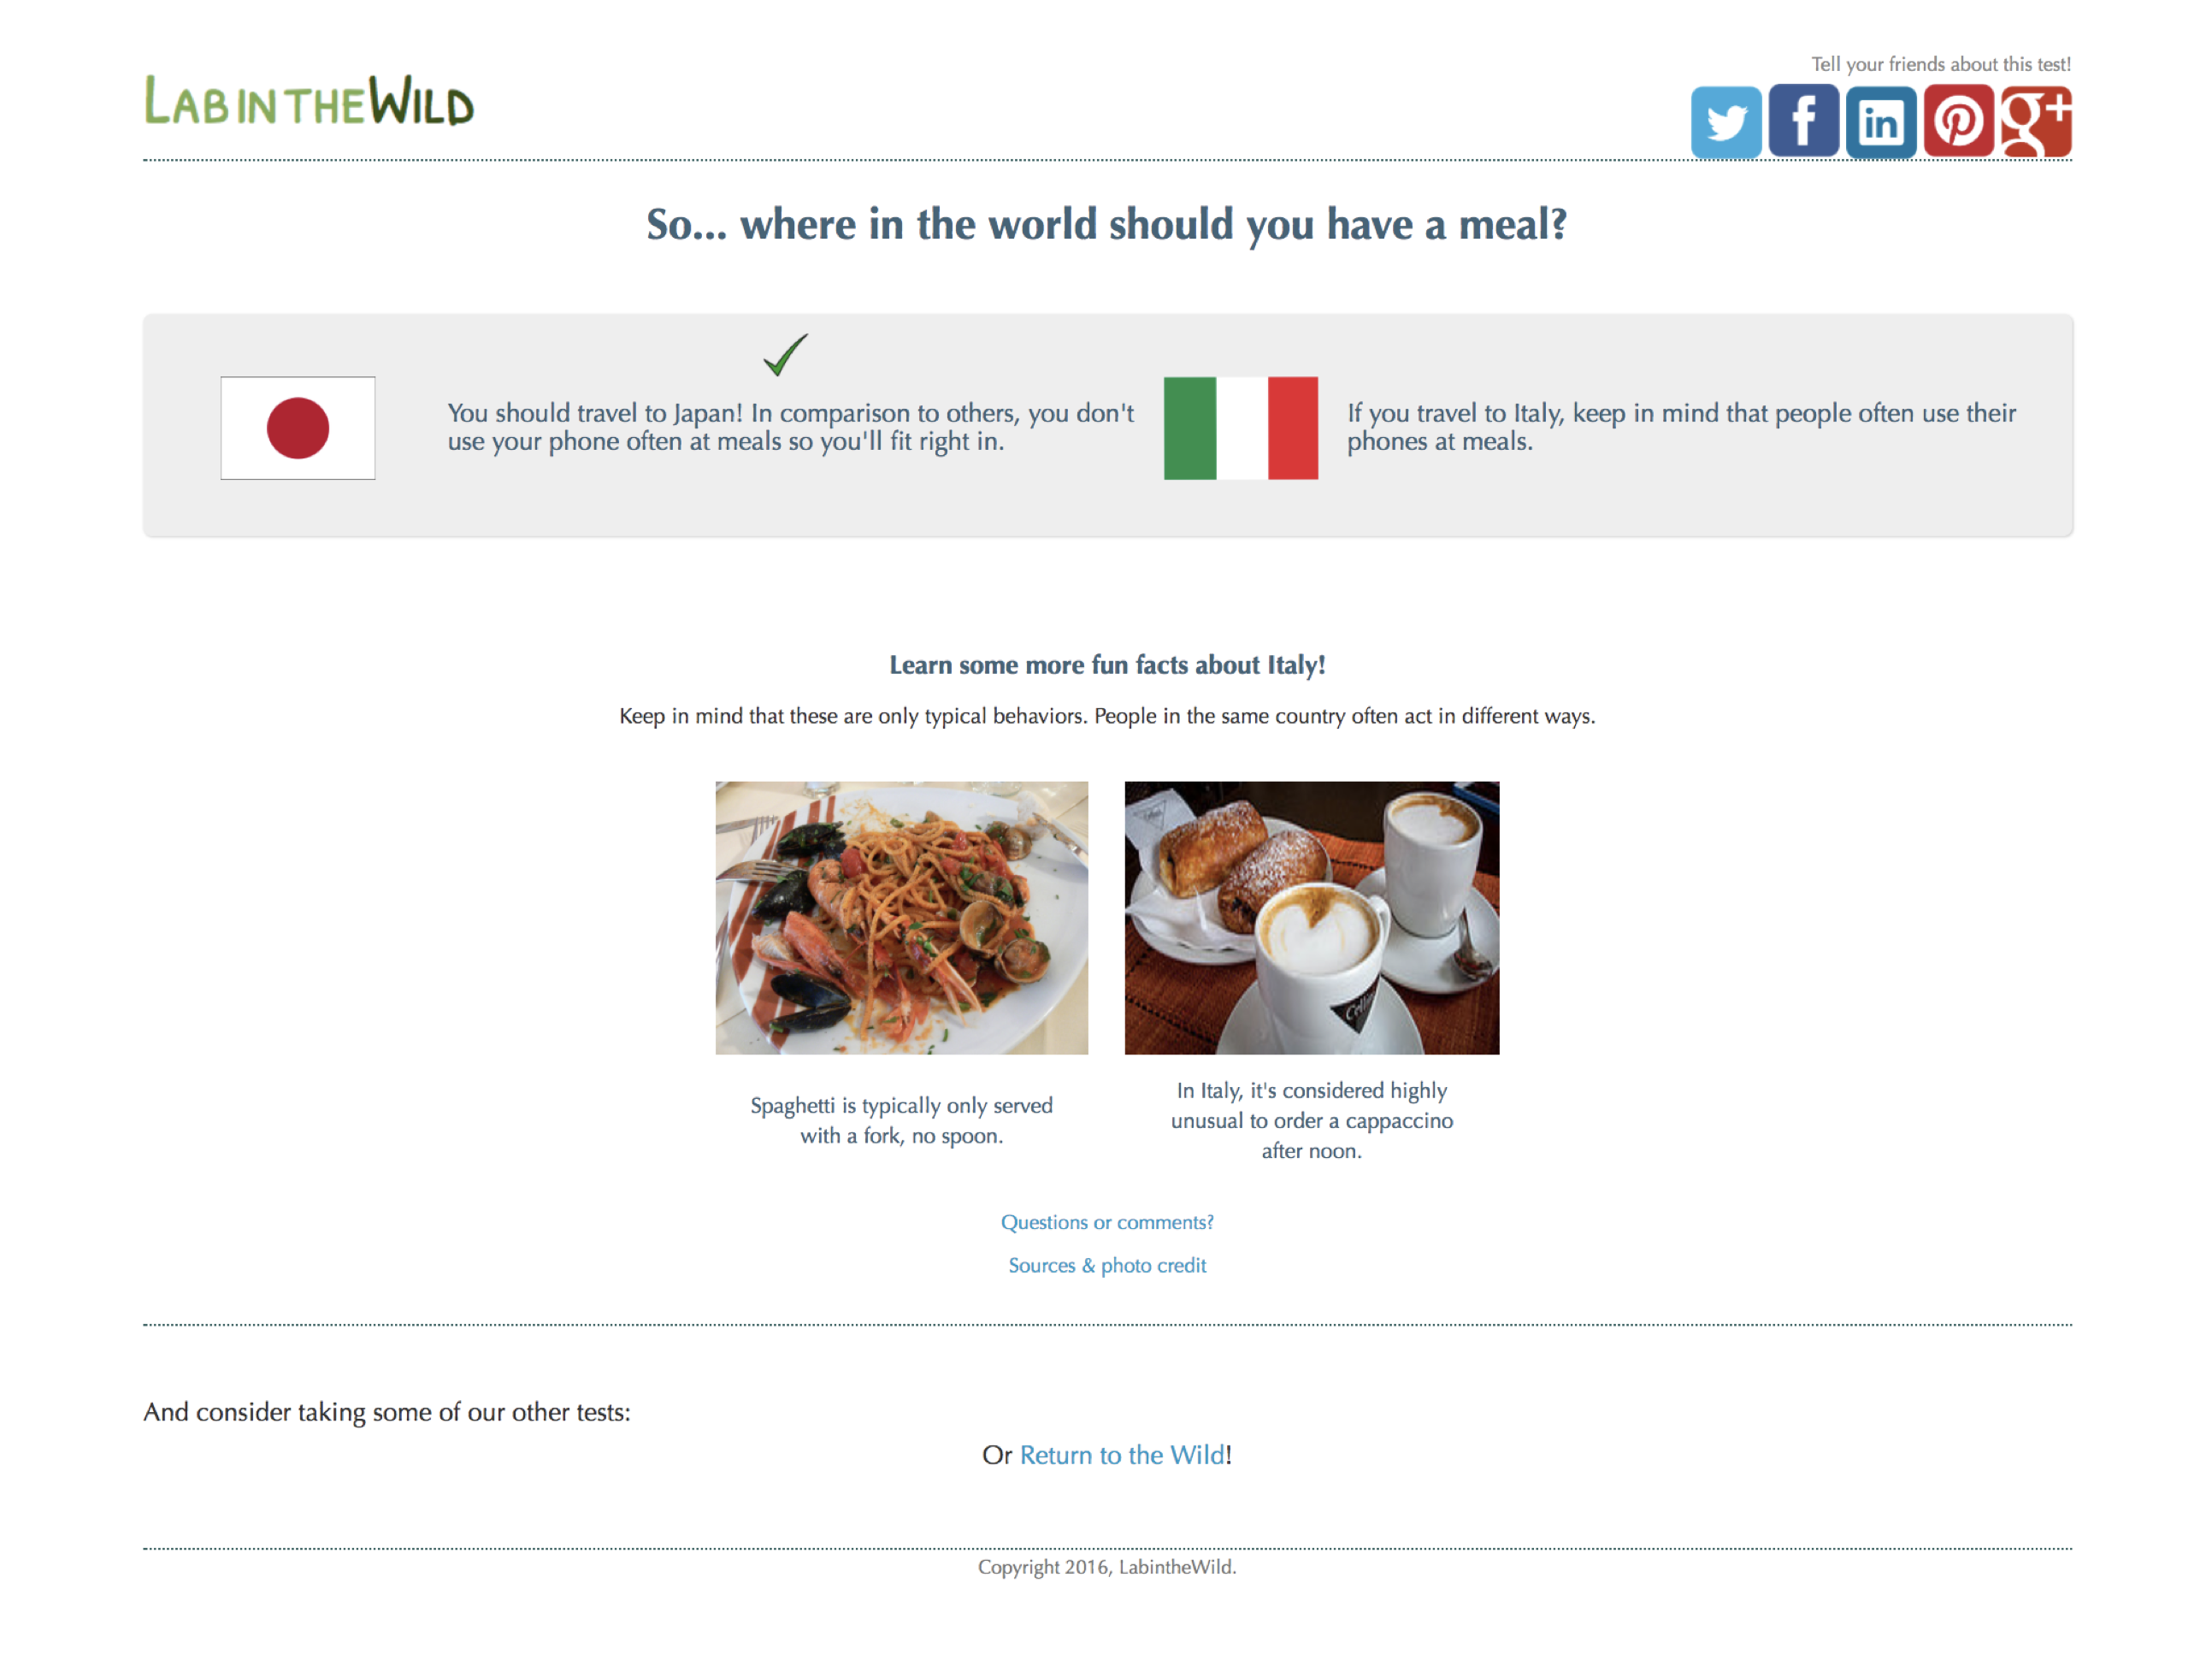 LAB IN THE WILD
Tell your friends about this test!
So... where in the world should you have a meal?
You should travel to Japan! In comparison to others, you don't
use your phone often at meals so you'll fit right in.
If you travel to Italy, keep in mind that people often use their
phones at meals.
Learn some more fun facts about Italy!
Keep in mind that these are only typical behaviors. People in the same country often act in different ways.
Spaghetti is typically only served
with a fork, no spoon.
In Italy, it's considered highly
unusual to order a cappaccino
after noon.
Questions or comments?
Sources & photo credit
And consider taking some of our other tests:
Or Return to the Wild!
Copyright 2016, LabintheWild.